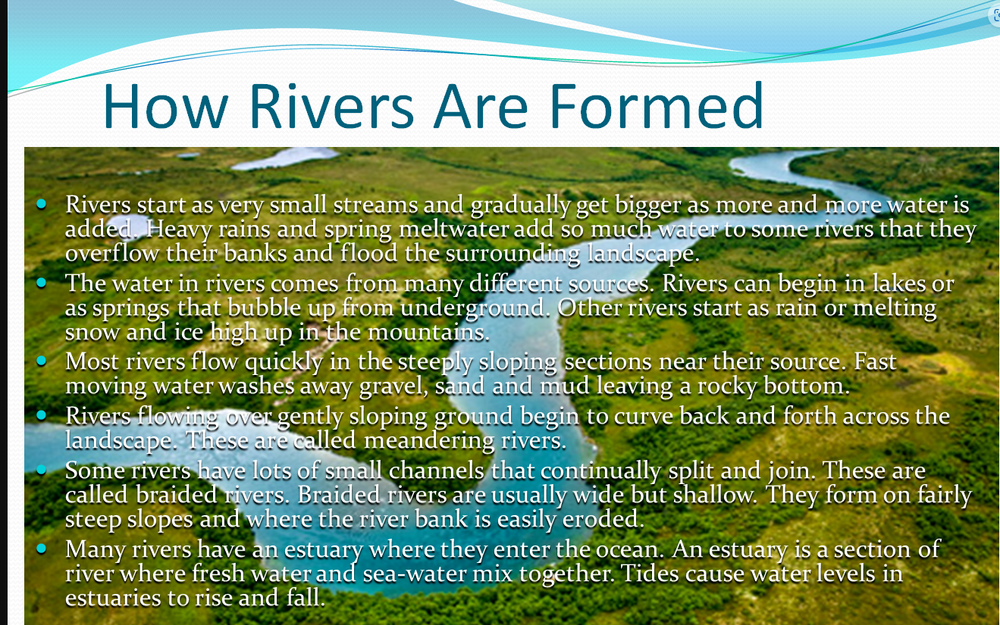 How Rivers Are Formed
Rivers start as very small streams and gradually get bigger as more and more water is
added. Heavy rains and spring meltwater add so much water to some rivers that they
overflow their banks and flood the surrounding landscape.
The water in rivers comes from many different sources. Rivers can begin in lakes or
as springs that bubble up from underground. Other rivers start as rain or melting
snow and ice high up in the mountains.
Most rivers flow quickly in the steeply sloping sections near their source. Fast
moving water washes away gravel, sand and mud leaving a rocky bottom.
Rivers flowing over gently sloping ground begin to curve back and forth across the
landscape. These are called meandering rivers.
Some rivers have lots of small channels that continually split and join. These are
called braided rivers. Braided rivers are usually wide but shallow. They form on fairly
steep slopes and where the river bank is easily eroded.
Many rivers have an estuary where they enter the ocean. An estuary is a section of
river where fresh water and sea-water mix together. Tides cause water levels in
estuaries to rise and fall.